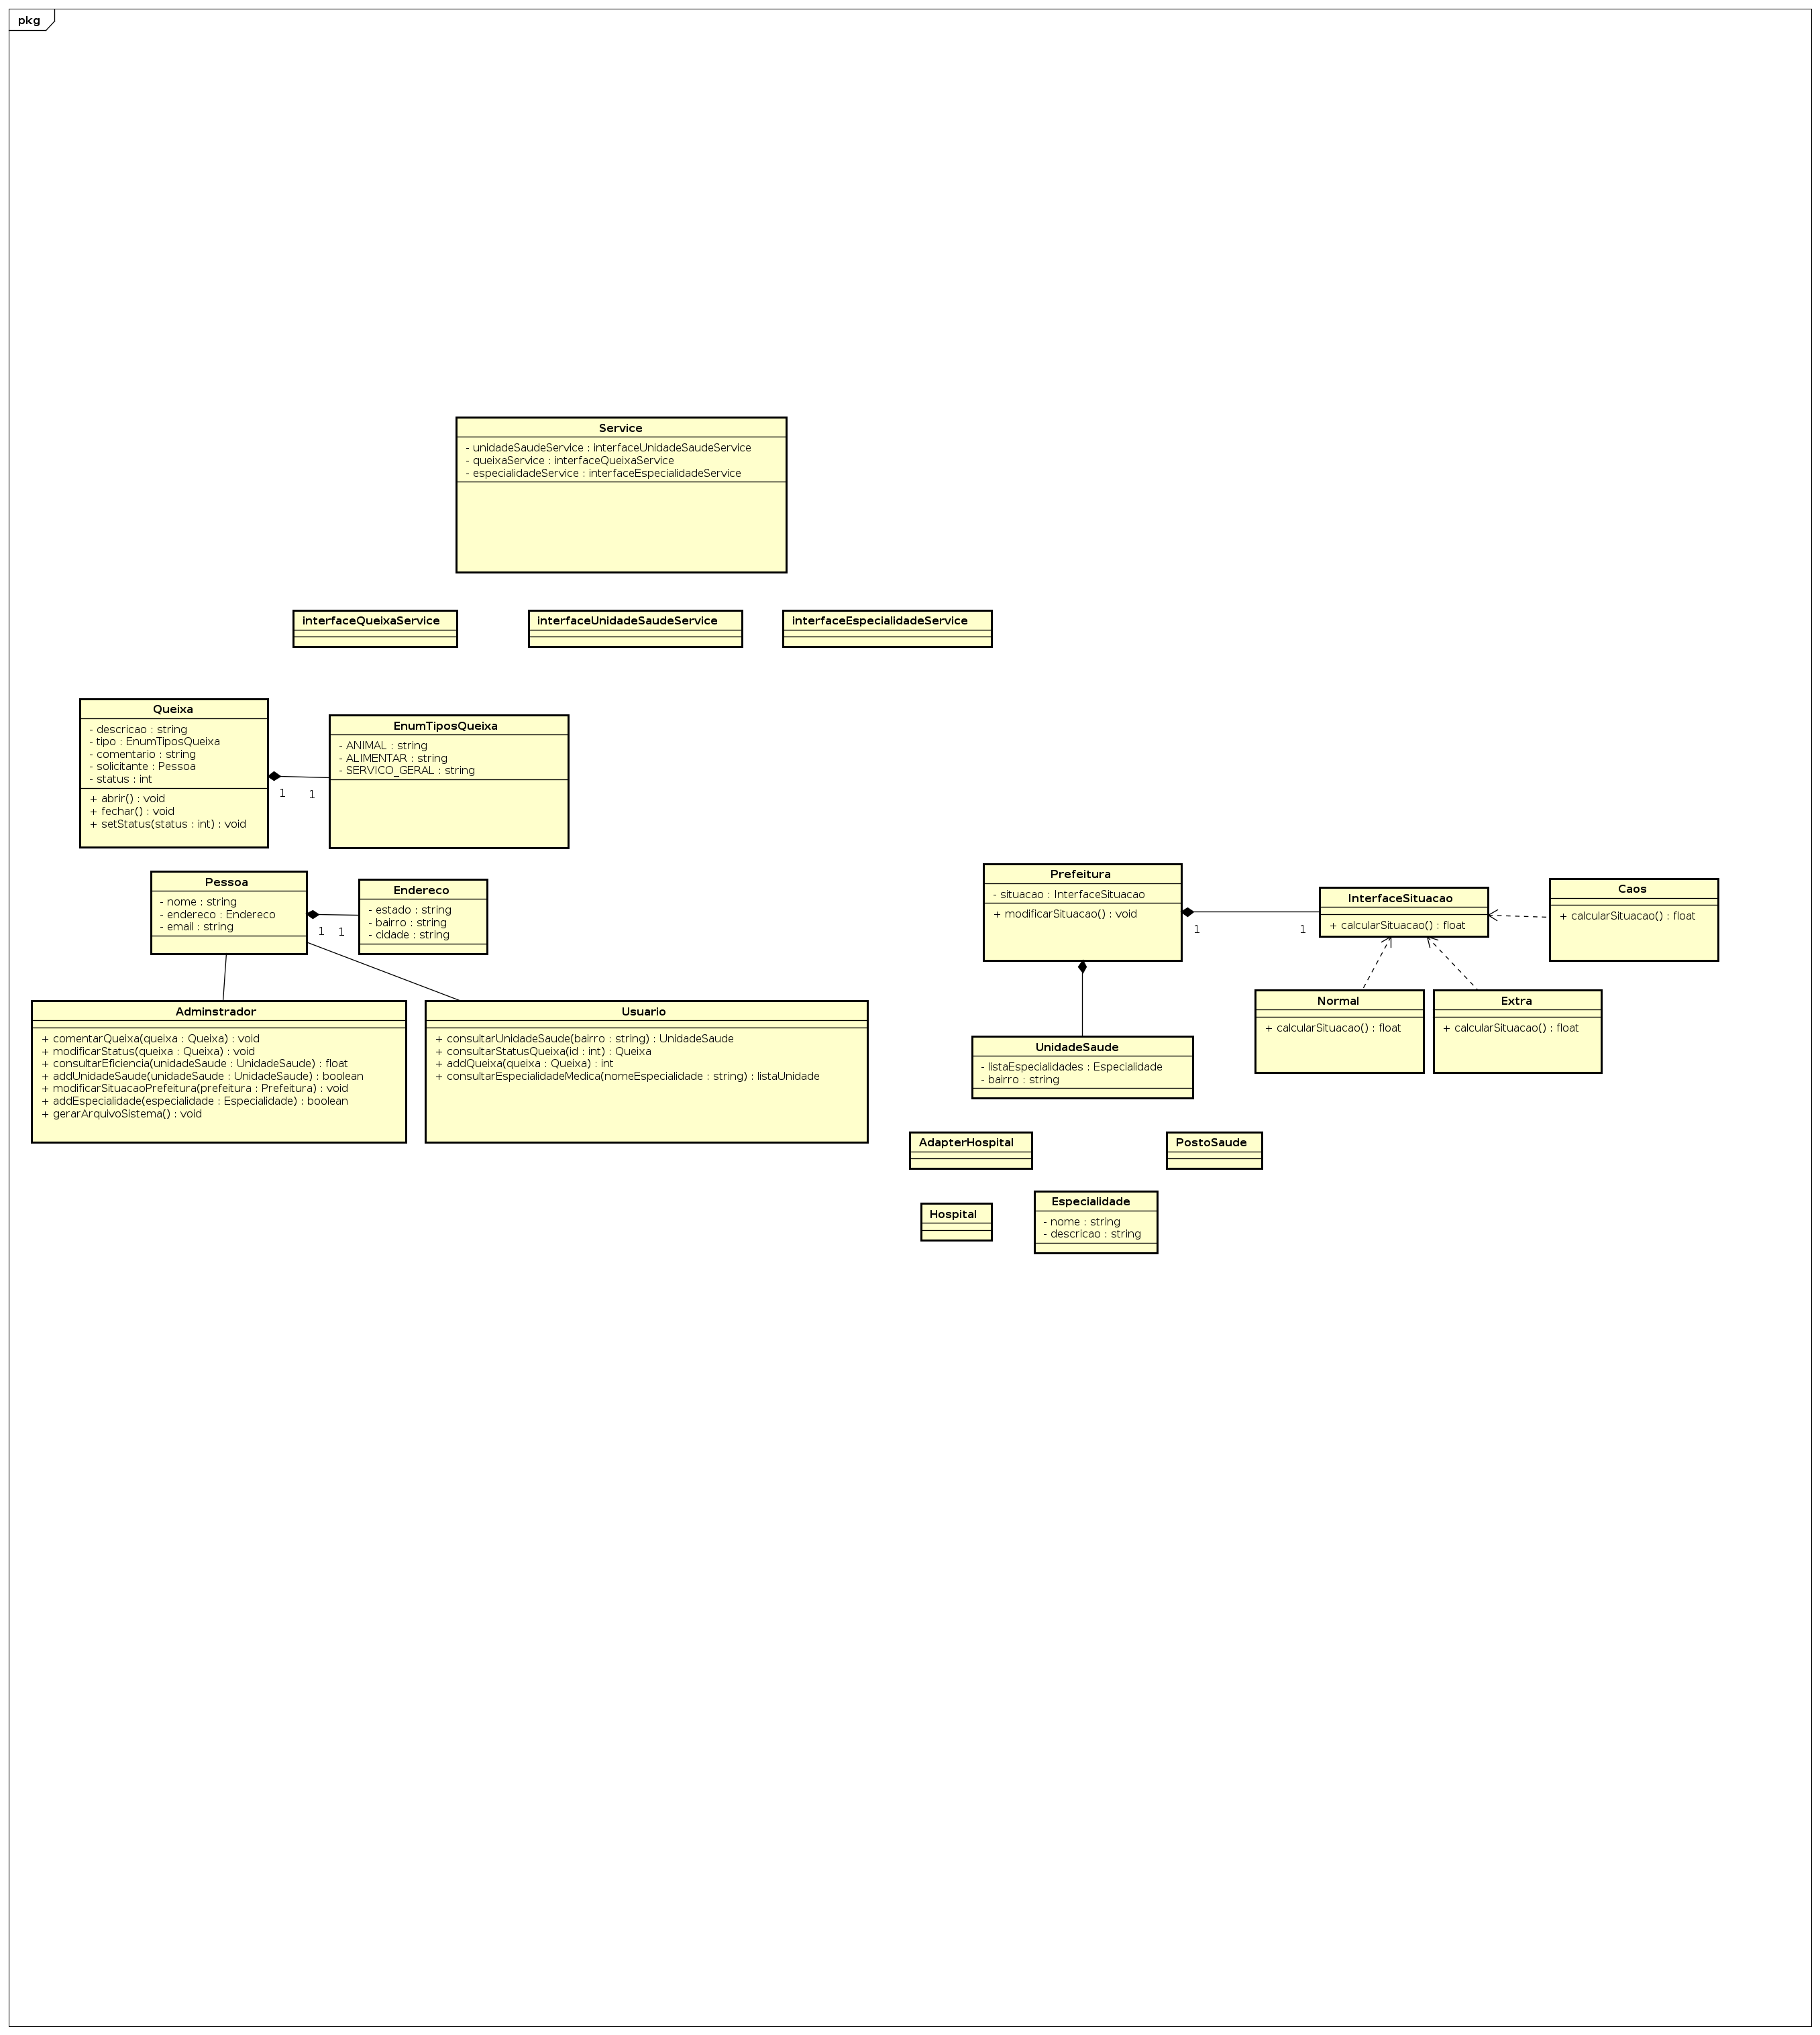 pkg
Service
- unidadeSaudeService : interfaceUnidadeSaudeService
- queixaService : interfaceQueixaService
- especialidadeService : interfaceEspecialidadeService
interfaceQueixaService
interfaceUnidadeSaudeService
interfaceEspecialidadeService
Queixa
- descricao : string
- tipo : EnumTiposQueixa
- comentario : string
- solicitante : Pessoa
- status : int
+ abrir() : void
+ fechar() : void
+ setStatus(status : int) : void
1
1
EnumTiposQueixa
- ANIMAL : string
- ALIMENTAR : string
- SERVICO_GERAL : string
Pessoa
- nome : string
- endereco : Endereco
- email : string
1
1
Endereco
- estado : string
- bairro : string
- cidade : string
Prefeitura
- situacao : InterfaceSituacao
+ modificarSituacao() : void
1
1
InterfaceSituacao
+ calcularSituacao() : float
Caos
+ calcularSituacao() : float
Adminstrador
+ comentarQueixa(queixa : Queixa) : void
+ modificarStatus(queixa : Queixa) : void
+ consultarEficiencia(unidadeSaude : UnidadeSaude) : float
+ addUnidadeSaude(unidadeSaude : UnidadeSaude) : boolean
+ modificarSituacaoPrefeitura(prefeitura : Prefeitura) : void
+ addEspecialidade(especialidade : Especialidade) : boolean
+ gerarArquivoSistema() : void
Usuario
+ consultarUnidadeSaude(bairro : string) : UnidadeSaude
+ consultarStatusQueixa(id : int) : Queixa
+ addQueixa(queixa : Queixa) : int
+ consultarEspecialidadeMedica(nomeEspecialidade : string) : listaUnidade
Normal
+ calcularSituacao() : float
Extra
+ calcularSituacao() : float
UnidadeSaude
- listaEspecialidades : Especialidade
- bairro : string
AdapterHospital
PostoSaude
Hospital
Especialidade
- nome : string
- descricao : string